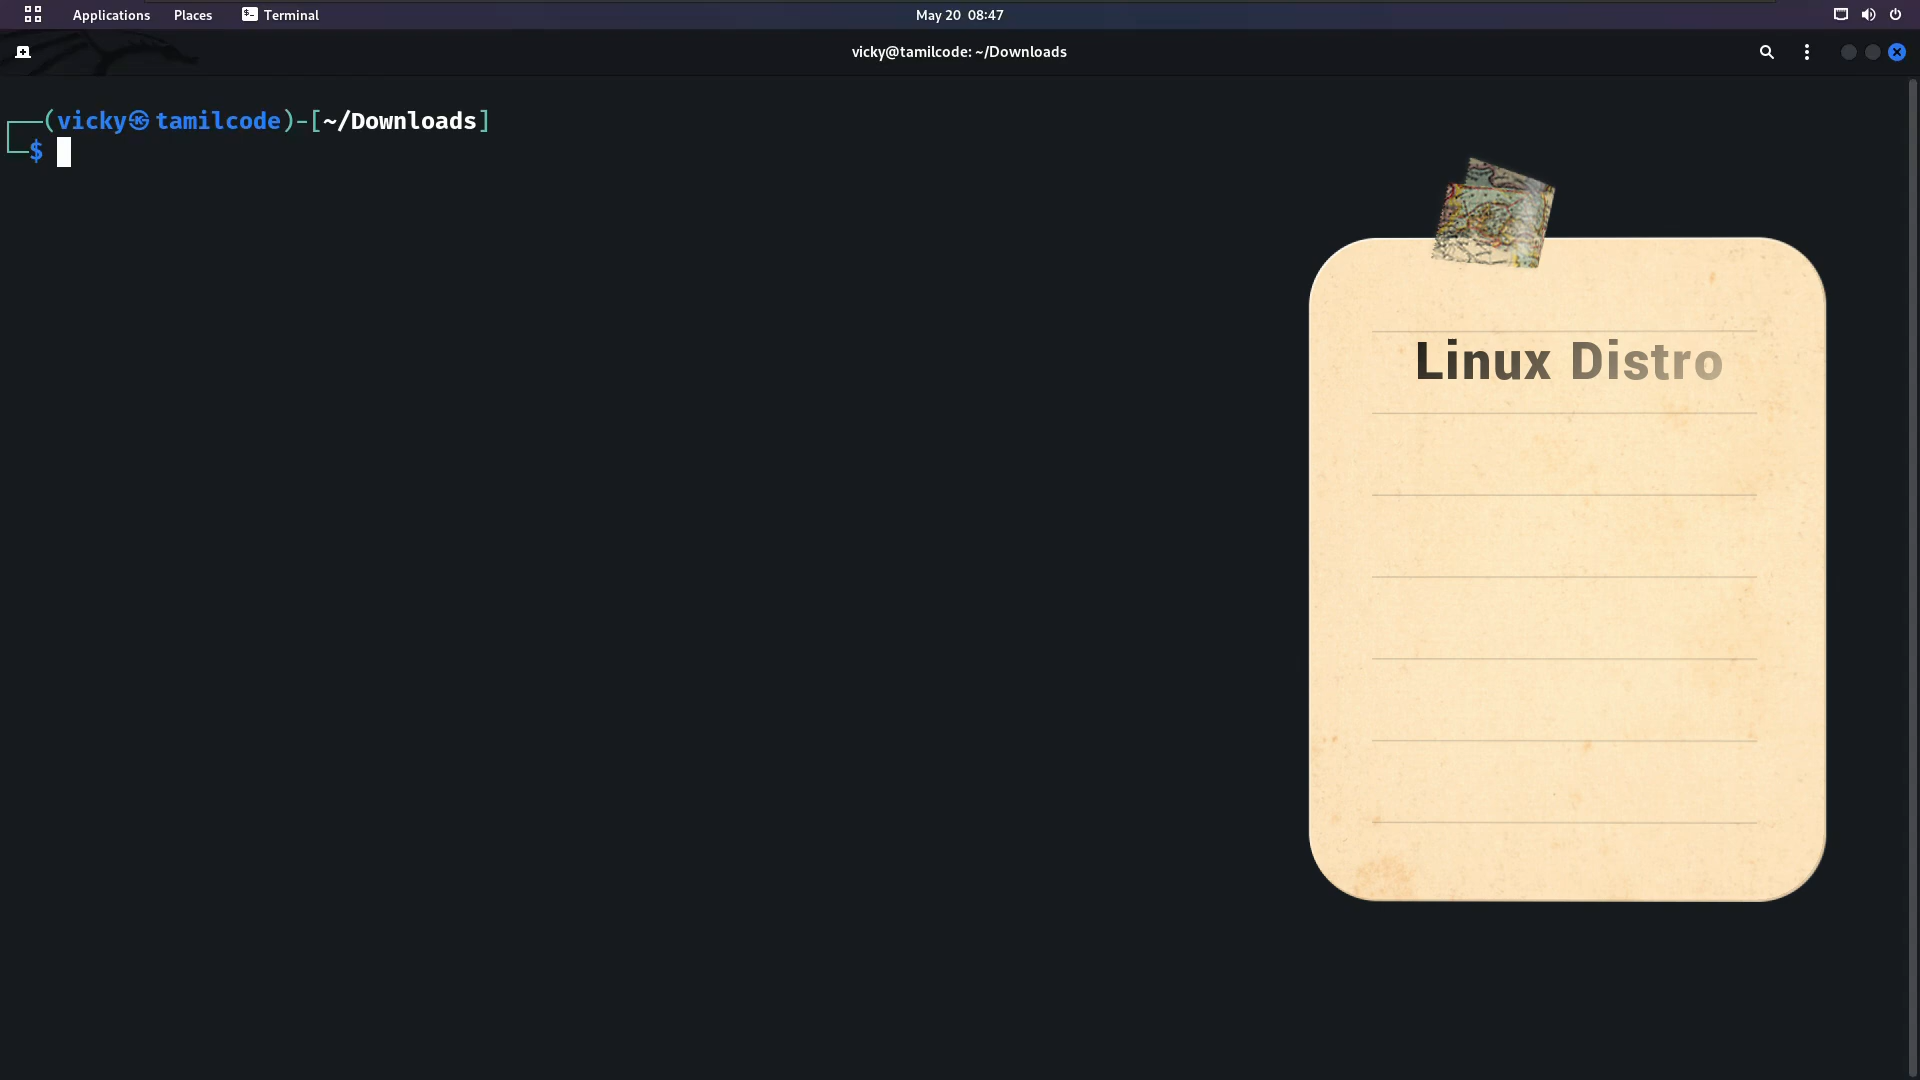 Applications Places Terminal May 20 08:47
vicky@tamilcode: ~/Downloads
┌──(vicky㉿tamilcode)-[~/Downloads]
└─$
Linux Distro